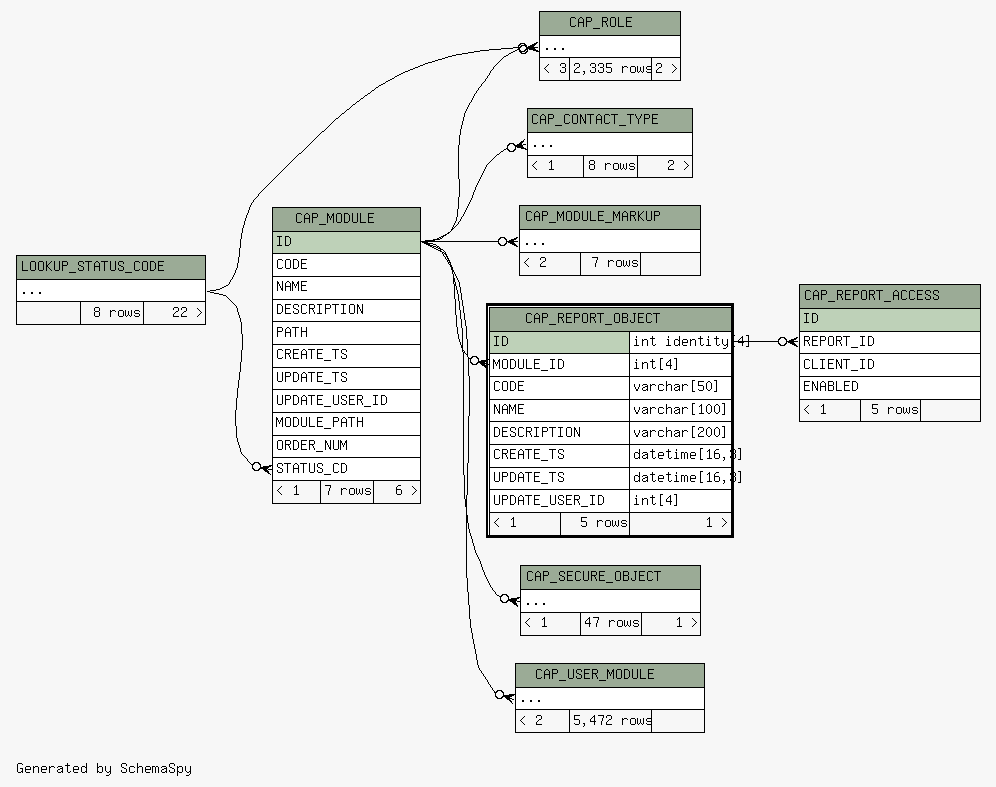 CAP_ROLE
...
< 3 2,335 rows 2 >
CAP_CONTACT_TYPE
...
< 1 8 rows 2 >
CAP_MODULE
ID
CODE
NAME
DESCRIPTION
PATH
CREATE_TS
UPDATE_TS
UPDATE_USER_ID
MODULE_PATH
ORDER_NUM
STATUS_CD
< 1 7 rows 6 >
CAP_MODULE_MARKUP
...
< 2 7 rows
LOOKUP_STATUS_CODE
...
8 rows 22 >
CAP_REPORT_OBJECT
ID int identity[4]
MODULE_ID int[4]
CODE varchar[50]
NAME varchar[100]
DESCRIPTION varchar[200]
CREATE_TS datetime[16,3]
UPDATE_TS datetime[16,3]
UPDATE_USER_ID int[4]
< 1 5 rows 1 >
CAP_REPORT_ACCESS
ID
REPORT_ID
CLIENT_ID
ENABLED
< 1 5 rows
CAP_SECURE_OBJECT
...
< 1 47 rows 1 >
CAP_USER_MODULE
...
< 2 5,472 rows
Generated by SchemaSpy